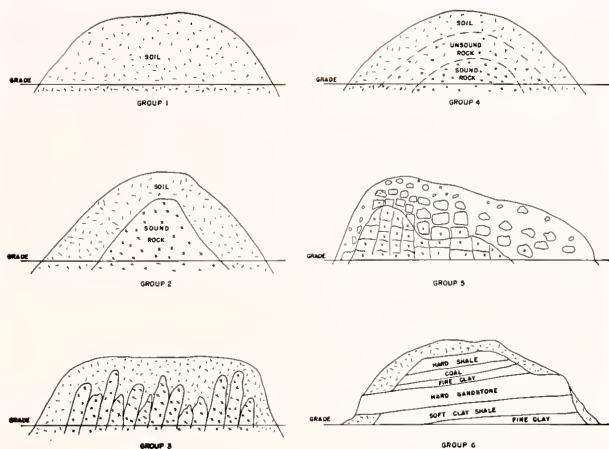 SOIL
GRADE
GROUP 1
SOIL
UNSOUND
ROCK
SOUND
ROCK
GRADE
GROUP 4
SOIL
SOUND
ROCK
GRADE
GROUP 2
GRADE
GROUP 5
GRADE
GROUP 3
HARD SHALE
COAL
FIRE CLAY
HARD SANDSTONE
SOFT CLAY SHALE
GRADE
FIRE CLAY
GROUP 6